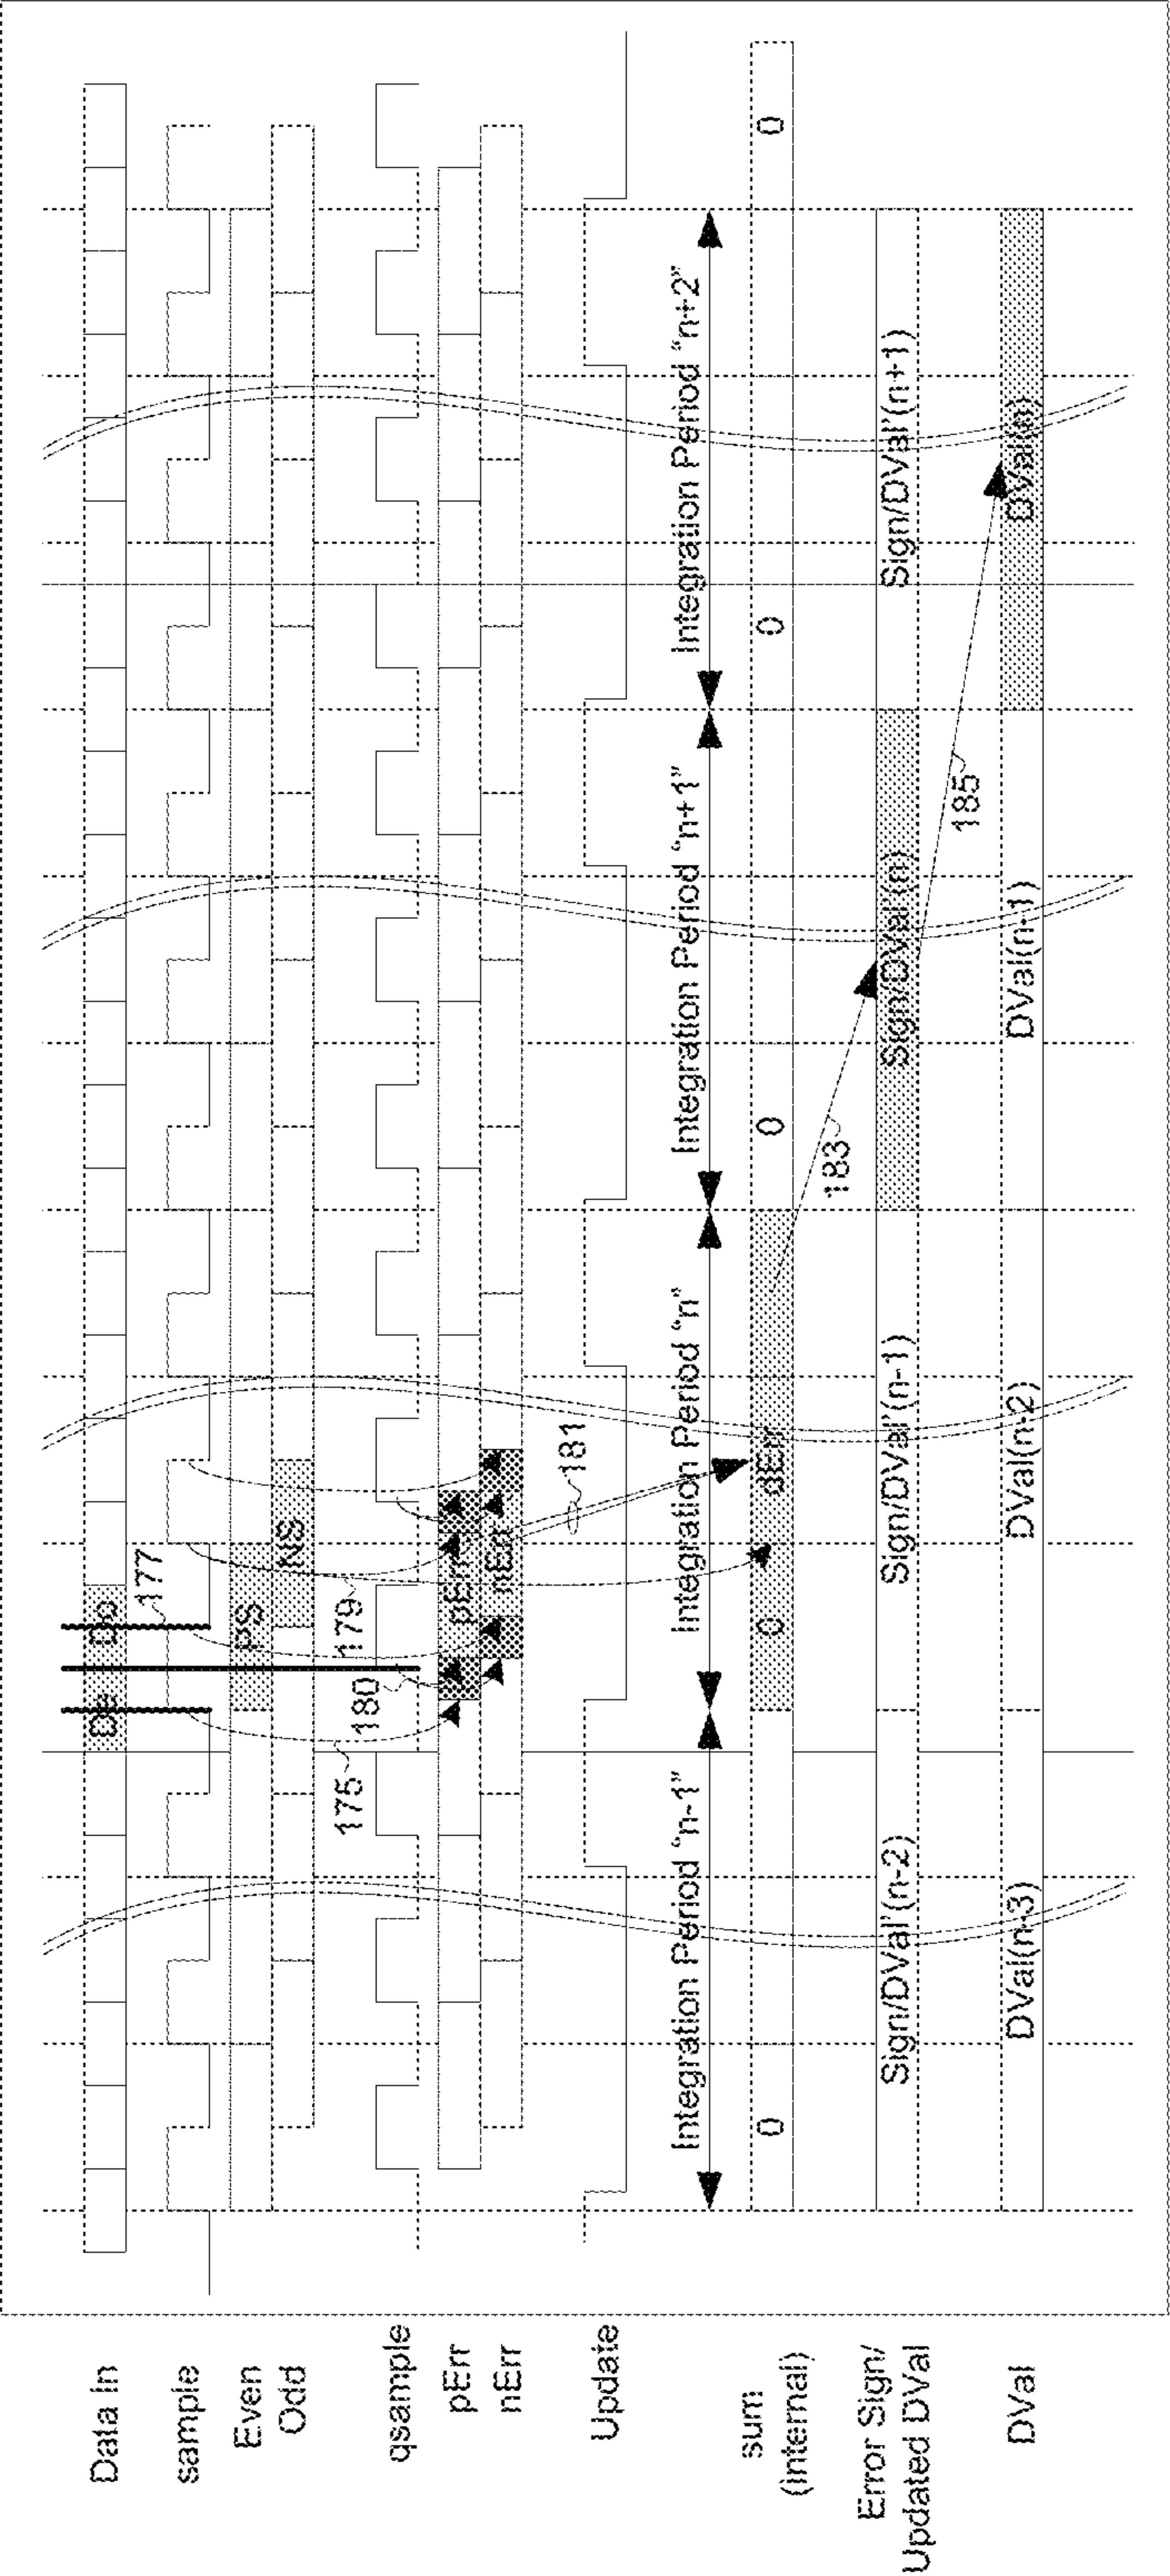 Data In
De
Do
177
sample
Even
PS
Odd
NS
175
180
179
qsample
pErr
pErr
nErr
nErr
181
Update
Integration Period "n-1"
Integration Period "n"
Integration Period "n+1"
Integration Period "n+2"
sum
(internal)
0
0
dErr
0
0
0
183
Error Sign/
Updated DVal
Sign/DVal'(n-2)
Sign/DVal'(n-1)
Sign/DVal'(n)
Sign/DVal'(n+1)
185
DVal
DVal(n-3)
DVal(n-2)
DVal(n-1)
DVal(n)